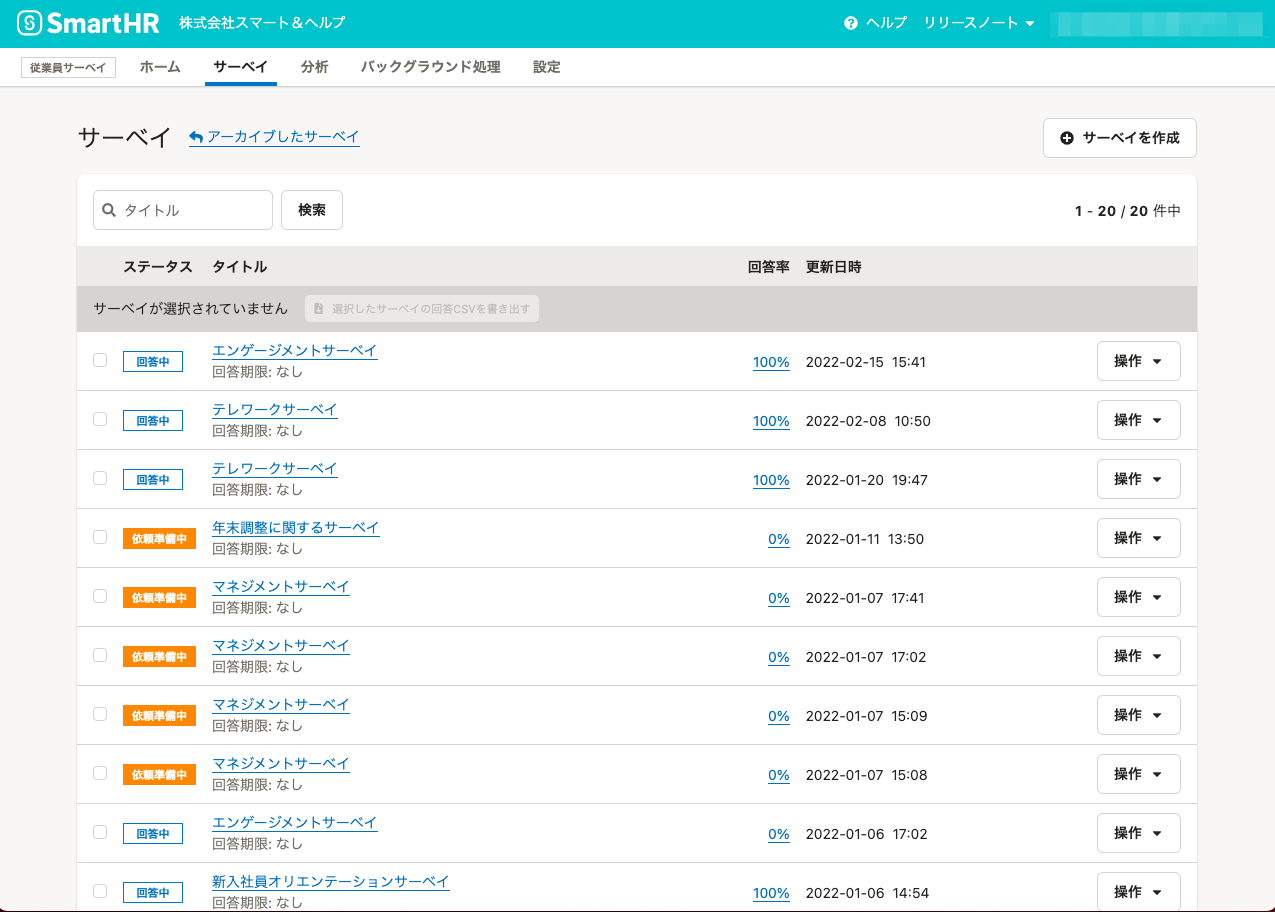 SmartHR 株式会社スマート＆ヘルプ ヘルプ リリースノート
従業員サーベイ ホーム サーベイ 分析 バックグラウンド処理 設定
サーベイ アーカイブしたサーベイ サーベイを作成
タイトル 検索 1 - 20 / 20 件中
ステータス タイトル 回答率 更新日時
サーベイが選択されていません 選択したサーベイの回答CSVを書き出す
エンゲージメントサーベイ
回答中 100% 2022-02-15 15:41 操作
回答期限: なし
テレワークサーベイ
回答中 100% 2022-02-08 10:50 操作
回答期限: なし
テレワークサーベイ
回答中 100% 2022-01-20 19:47 操作
回答期限: なし
年末調整に関するサーベイ
依頼準備中 0% 2022-01-11 13:50 操作
回答期限: なし
マネジメントサーベイ
依頼準備中 0% 2022-01-07 17:41 操作
回答期限: なし
マネジメントサーベイ
依頼準備中 0% 2022-01-07 17:02 操作
回答期限: なし
マネジメントサーベイ
依頼準備中 0% 2022-01-07 15:09 操作
回答期限: なし
マネジメントサーベイ
依頼準備中 0% 2022-01-07 15:08 操作
回答期限: なし
エンゲージメントサーベイ
回答中 0% 2022-01-06 17:02 操作
回答期限: なし
新入社員オリエンテーションサーベイ
回答中 100% 2022-01-06 14:54 操作
回答期限: なし